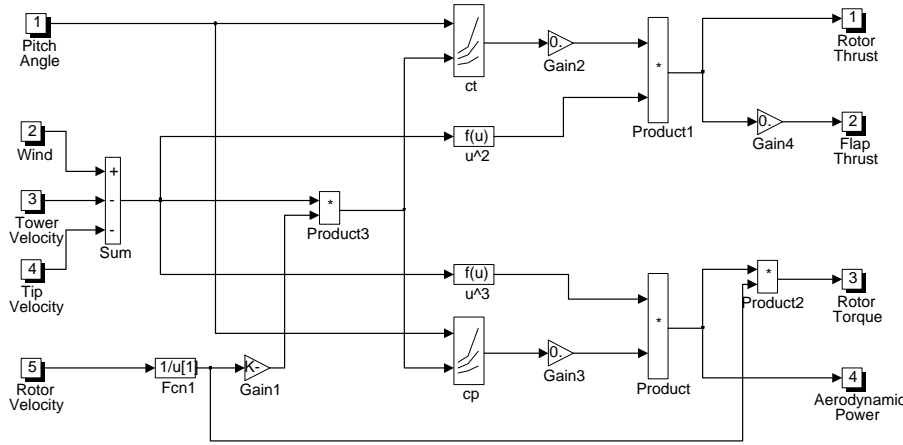 1
Pitch
Angle
ct
0.
Gain2
*
Product1
1
Rotor
Thrust
2
Wind
f(u)
u^2
0.
Gain4
2
Flap
Thrust
3
Tower
Velocity
+
-
-
Sum
*
Product3
4
Tip
Velocity
f(u)
u^3
*
Product2
3
Rotor
Torque
5
Rotor
Velocity
1/u[1]
Fcn1
K-
Gain1
cp
0.
Gain3
*
Product
4
Aerodynamic
Power